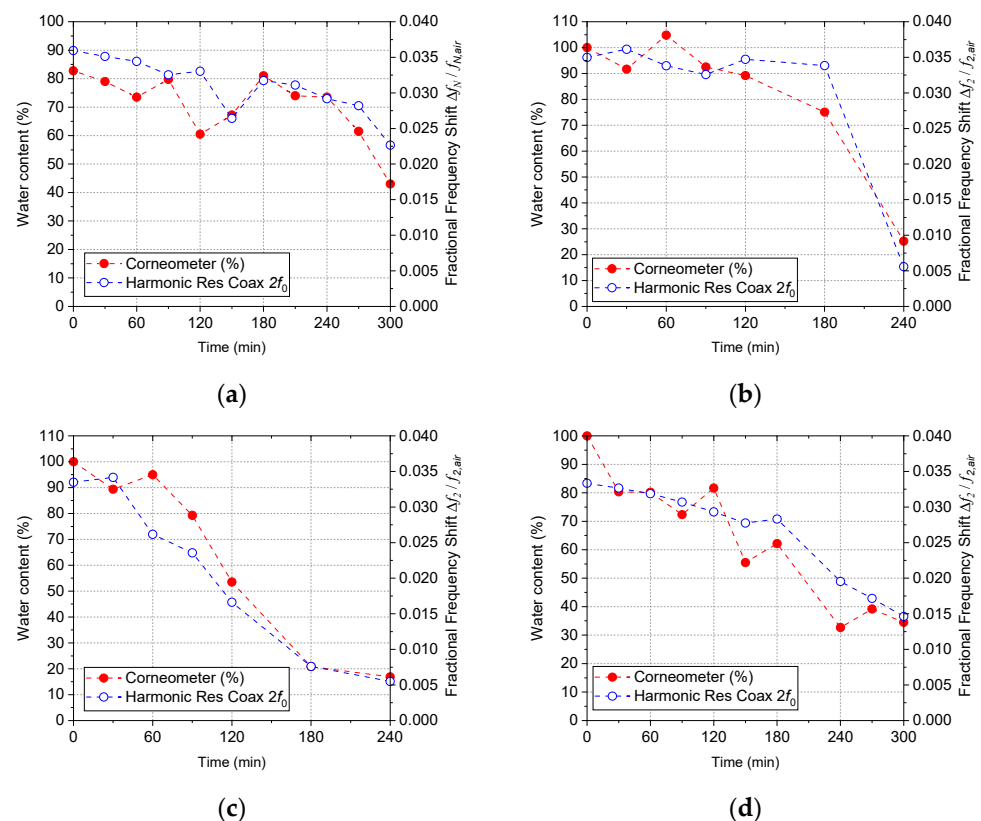 100
90
80
70
60
50
40
30
20
10
0
Water content (%)
0.040
0.035
0.030
0.025
0.020
0.015
0.010
0.005
0.000
Fractional Frequency Shift Δf_N / f_N,air
Corneometer (%)
Harmonic Res Coax 2f₀
0 60 120 180 240 300
Time (min)
(a)
110
100
90
80
70
60
50
40
30
20
10
0
Water content (%)
0.040
0.035
0.030
0.025
0.020
0.015
0.010
0.005
0.000
Fractional Frequency Shift Δf₂ / f₂,air
Corneometer (%)
Harmonic Res Coax 2f₀
0 60 120 180 240
Time (min)
(b)
110
100
90
80
70
60
50
40
30
20
10
0
Water content (%)
0.040
0.035
0.030
0.025
0.020
0.015
0.010
0.005
0.000
Fractional Frequency Shift Δf₂ / f₂,air
Corneometer (%)
Harmonic Res Coax 2f₀
0 60 120 180 240
Time (min)
(c)
100
90
80
70
60
50
40
30
20
10
0
Water content (%)
0.040
0.035
0.030
0.025
0.020
0.015
0.010
0.005
0.000
Fractional Frequency Shift Δf₂ / f₂,air
Corneometer (%)
Harmonic Res Coax 2f₀
0 60 120 180 240 300
Time (min)
(d)